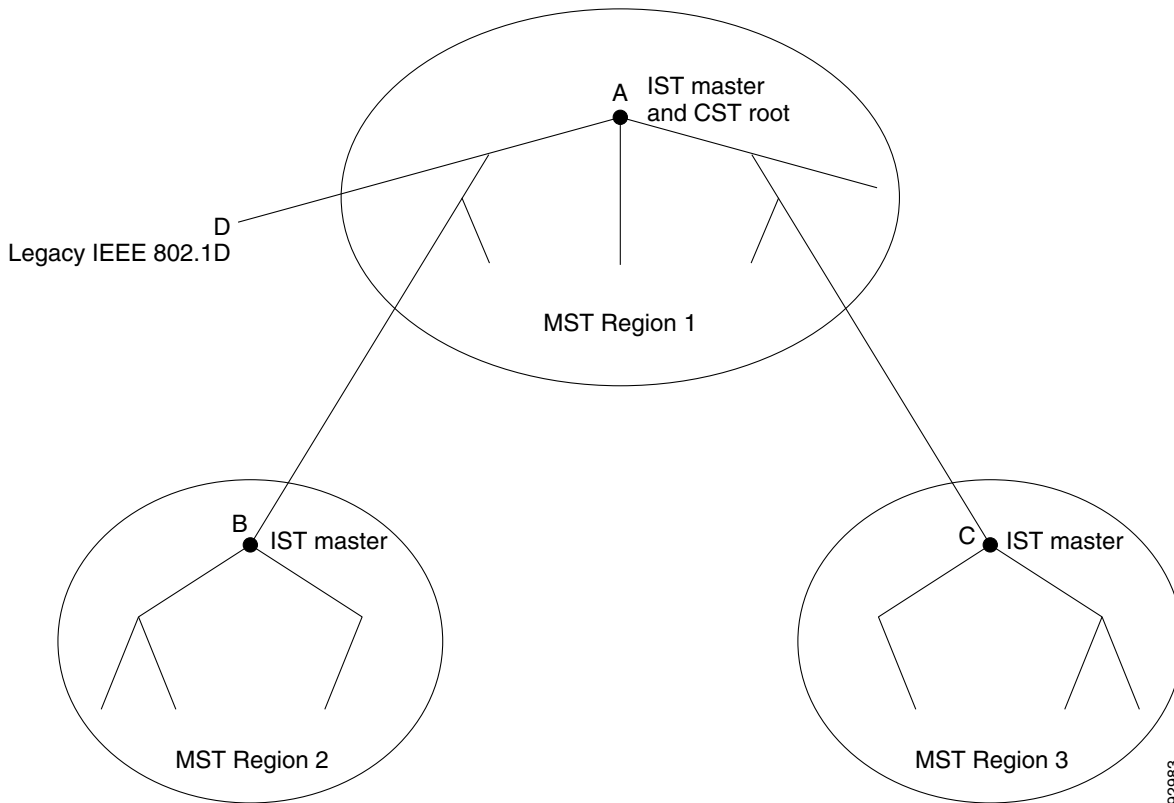 A
IST master
and CST root
D
Legacy IEEE 802.1D
MST Region 1
B
IST master
C
IST master
MST Region 2
MST Region 3
92983